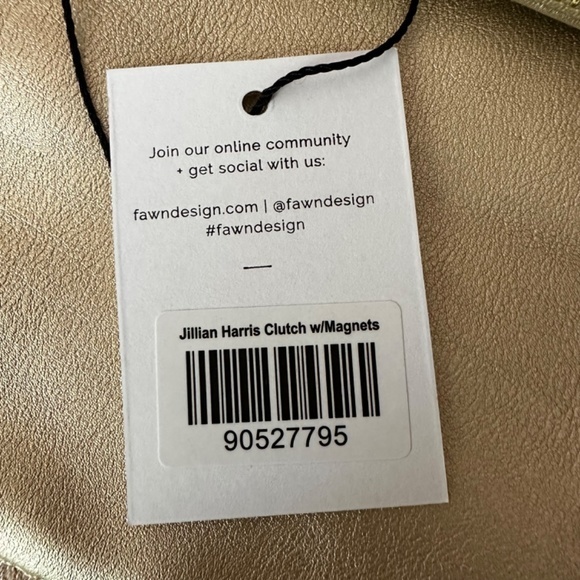 Join our online community
+ get social with us:
fawndesign.com | @fawndesign
#fawndesign
Jillian Harris Clutch w/Magnets
90527795